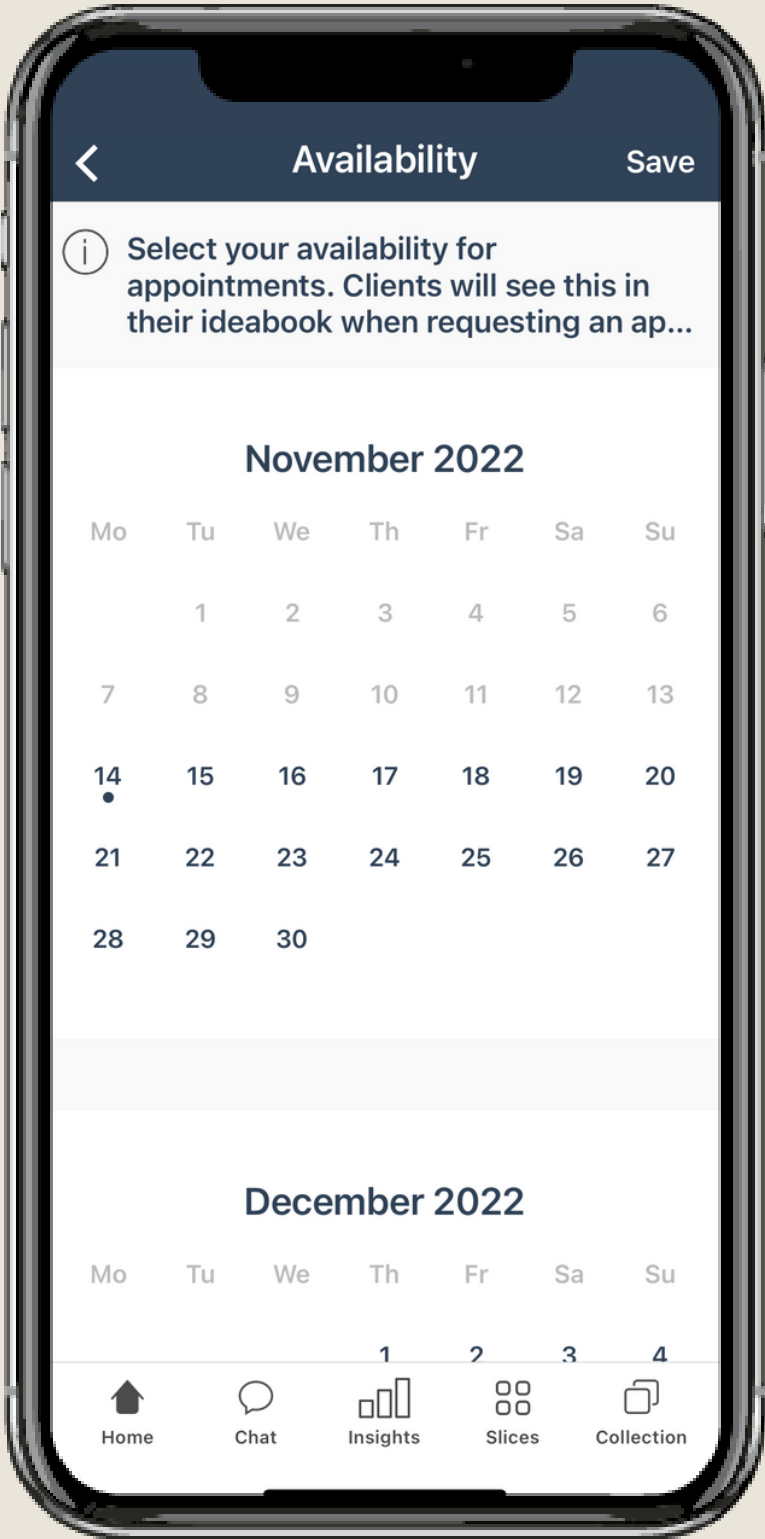 Availability Save
Select your availability for
appointments. Clients will see this in
their ideabook when requesting an ap...
November 2022
Mo Tu We Th Fr Sa Su
1 2 3 4 5 6
7 8 9 10 11 12 13
14 15 16 17 18 19 20
21 22 23 24 25 26 27
28 29 30
December 2022
Mo Tu We Th Fr Sa Su
1 2 3 4
Home Chat Insights Slices Collection